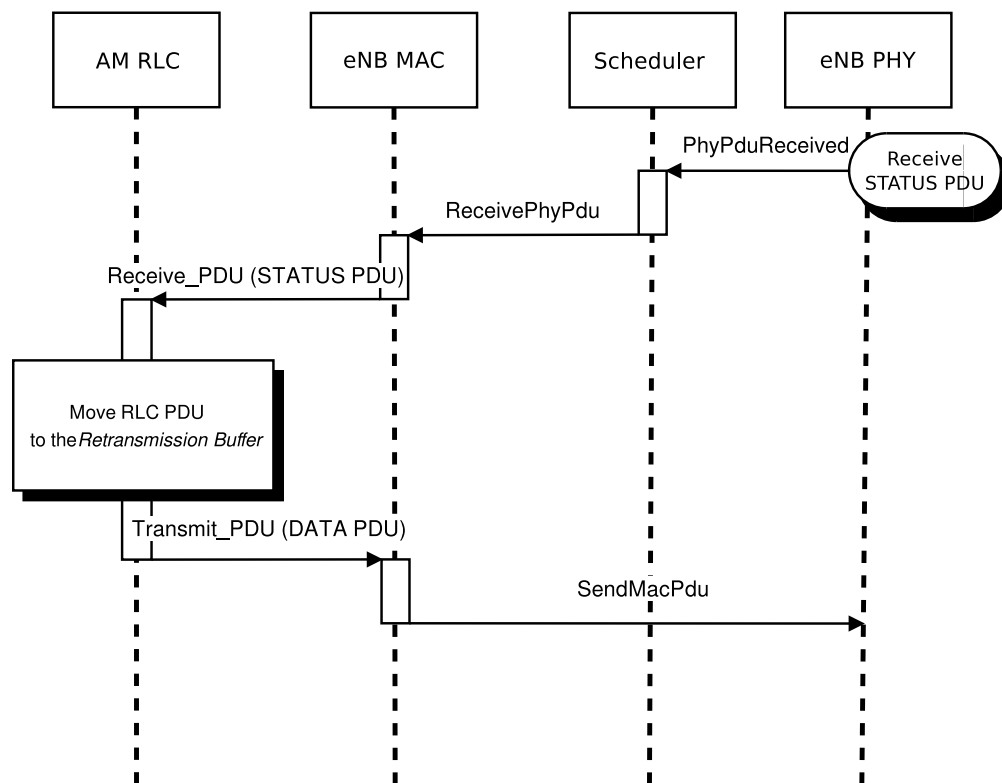 AM RLC
eNB MAC
Scheduler
eNB PHY
PhyPduReceived
Receive
STATUS PDU
ReceivePhyPdu
Receive_PDU (STATUS PDU)
Move RLC PDU
to the Retransmission Buffer
Transmit_PDU (DATA PDU)
SendMacPdu